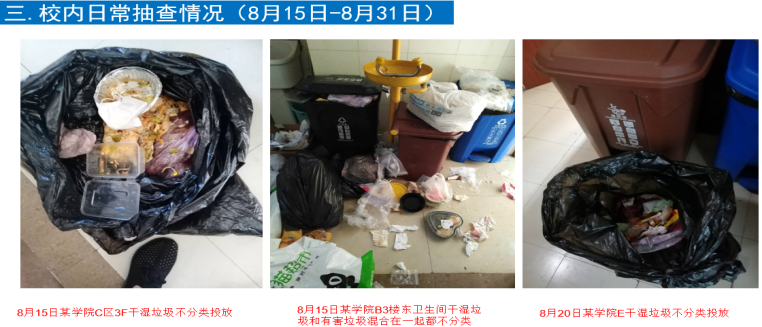 三.校内日常抽查情况（8月15日-8月31日）
猫超市
8月15日某学院C区3F干湿垃圾不分类投放
8月15日某学院B3楼东卫生间干湿垃
圾和有害垃圾混合在一起都不分类
8月20日某学院E干湿垃圾不分类投放